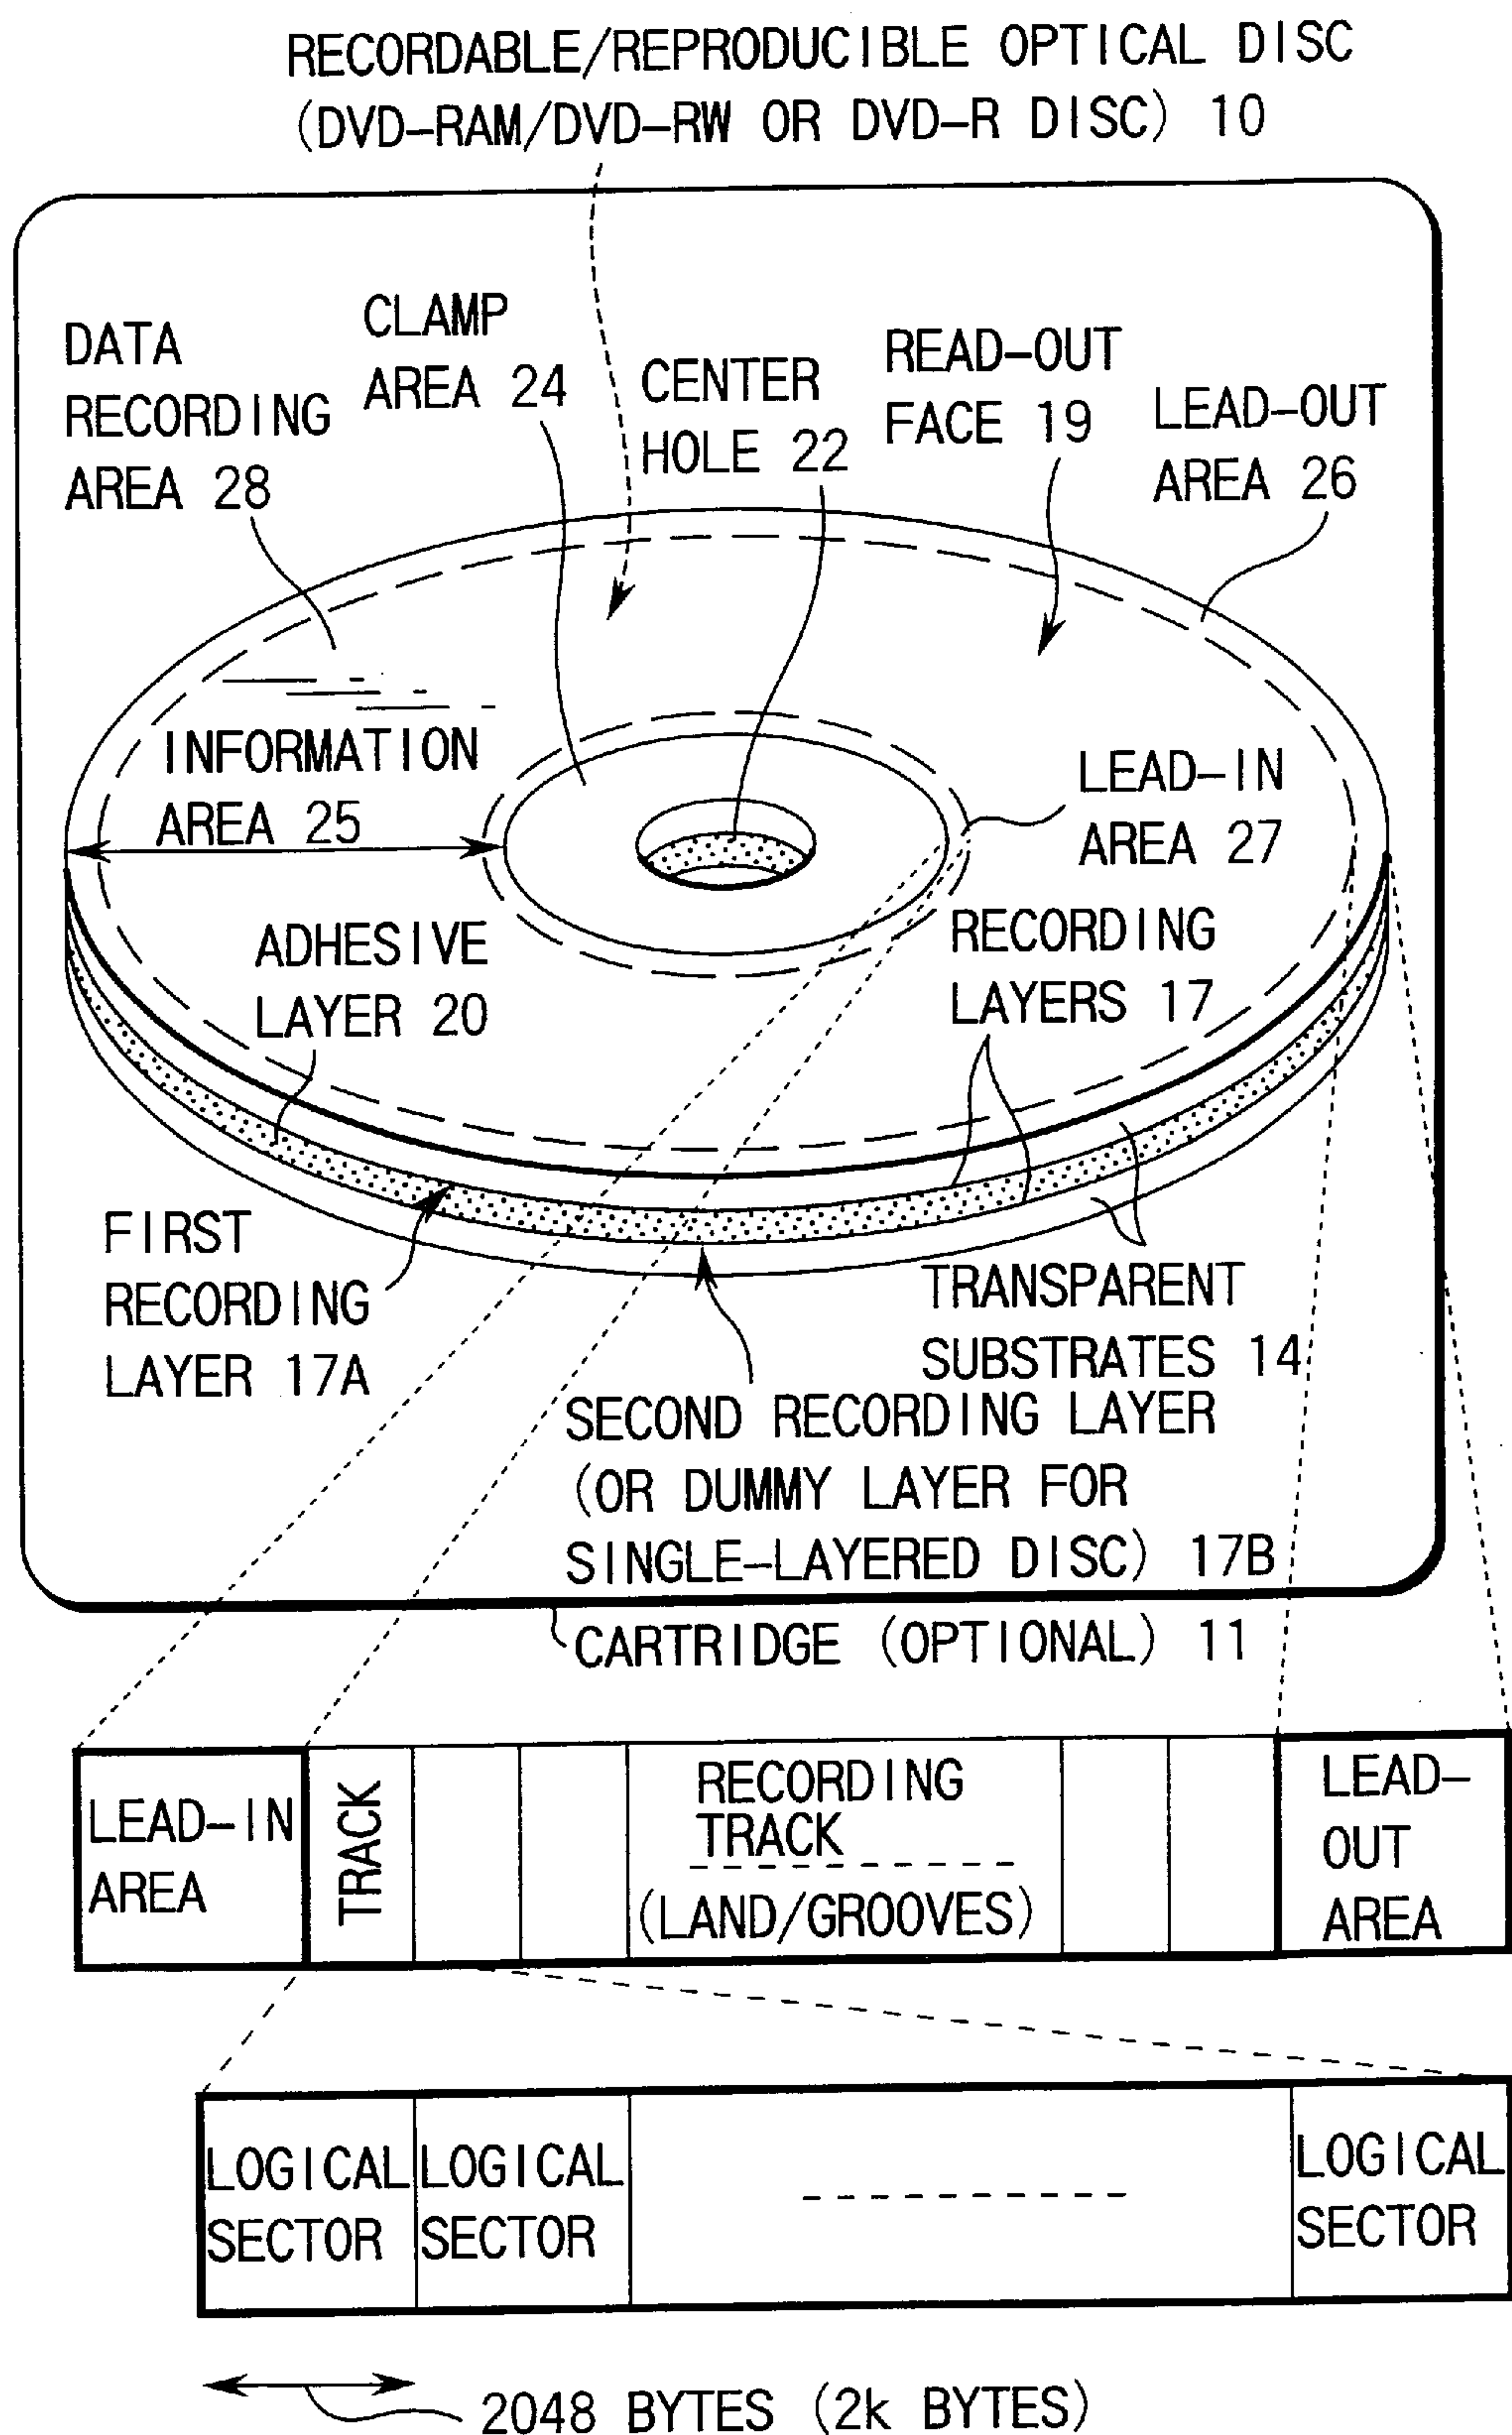 RECORDABLE/REPRODUCIBLE OPTICAL DISC
(DVD-RAM/DVD-RW OR DVD-R DISC) 10
DATA
RECORDING
AREA 28
CLAMP
AREA 24
CENTER
HOLE 22
READ-OUT
FACE 19
LEAD-OUT
AREA 26
INFORMATION
AREA 25
LEAD-IN
AREA 27
ADHESIVE
LAYER 20
RECORDING
LAYERS 17
FIRST
RECORDING
LAYER 17A
TRANSPARENT
SUBSTRATES 14
SECOND RECORDING LAYER
(OR DUMMY LAYER FOR
SINGLE-LAYERED DISC) 17B
CARTRIDGE (OPTIONAL) 11
LEAD-IN
AREA
TRACK
RECORDING
TRACK
(LAND/GROOVES)
LEAD-
OUT
AREA
LOGICAL
SECTOR
LOGICAL
SECTOR
LOGICAL
SECTOR
2048 BYTES (2k BYTES)